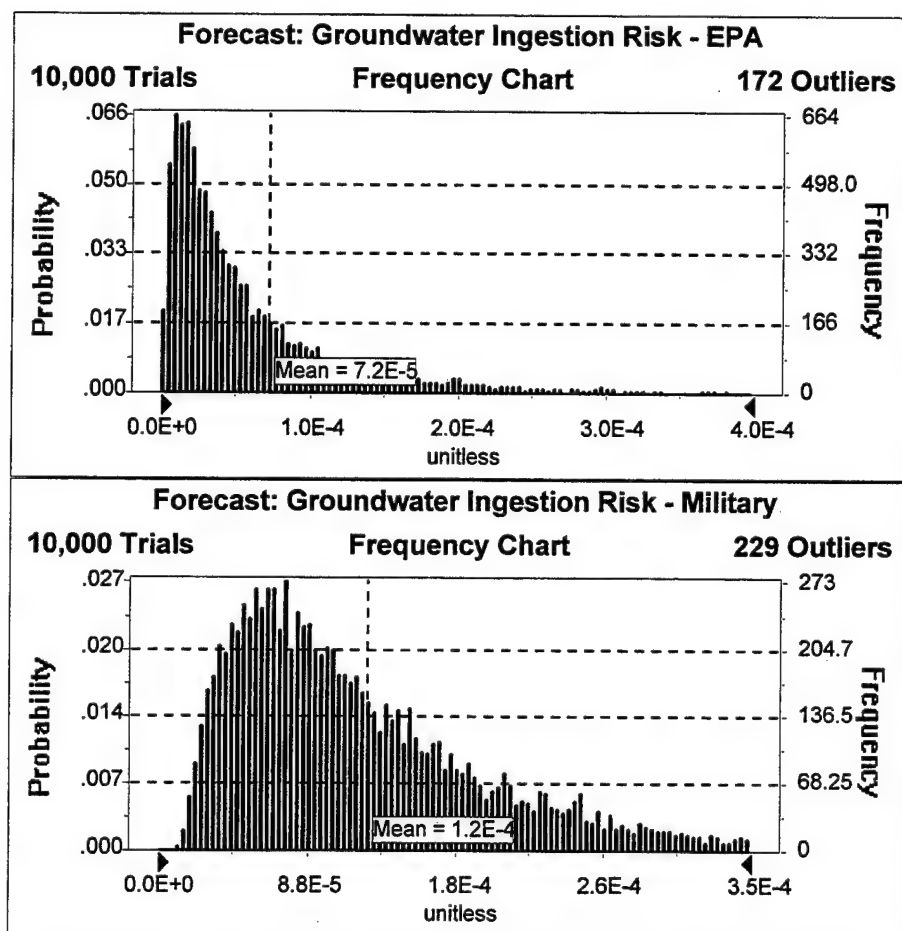 Forecast: Groundwater Ingestion Risk - EPA
10,000 Trials Frequency Chart 172 Outliers
.066 664
.050 498.0
.033 332
.017 166
.000 0
Probability
Frequency
Mean = 7.2E-5
0.0E+0 1.0E-4 2.0E-4 3.0E-4 4.0E-4
unitless
Forecast: Groundwater Ingestion Risk - Military
10,000 Trials Frequency Chart 229 Outliers
.027 273
.020 204.7
.014 136.5
.007 68.25
.000 0
Probability
Frequency
Mean = 1.2E-4
0.0E+0 8.8E-5 1.8E-4 2.6E-4 3.5E-4
unitless